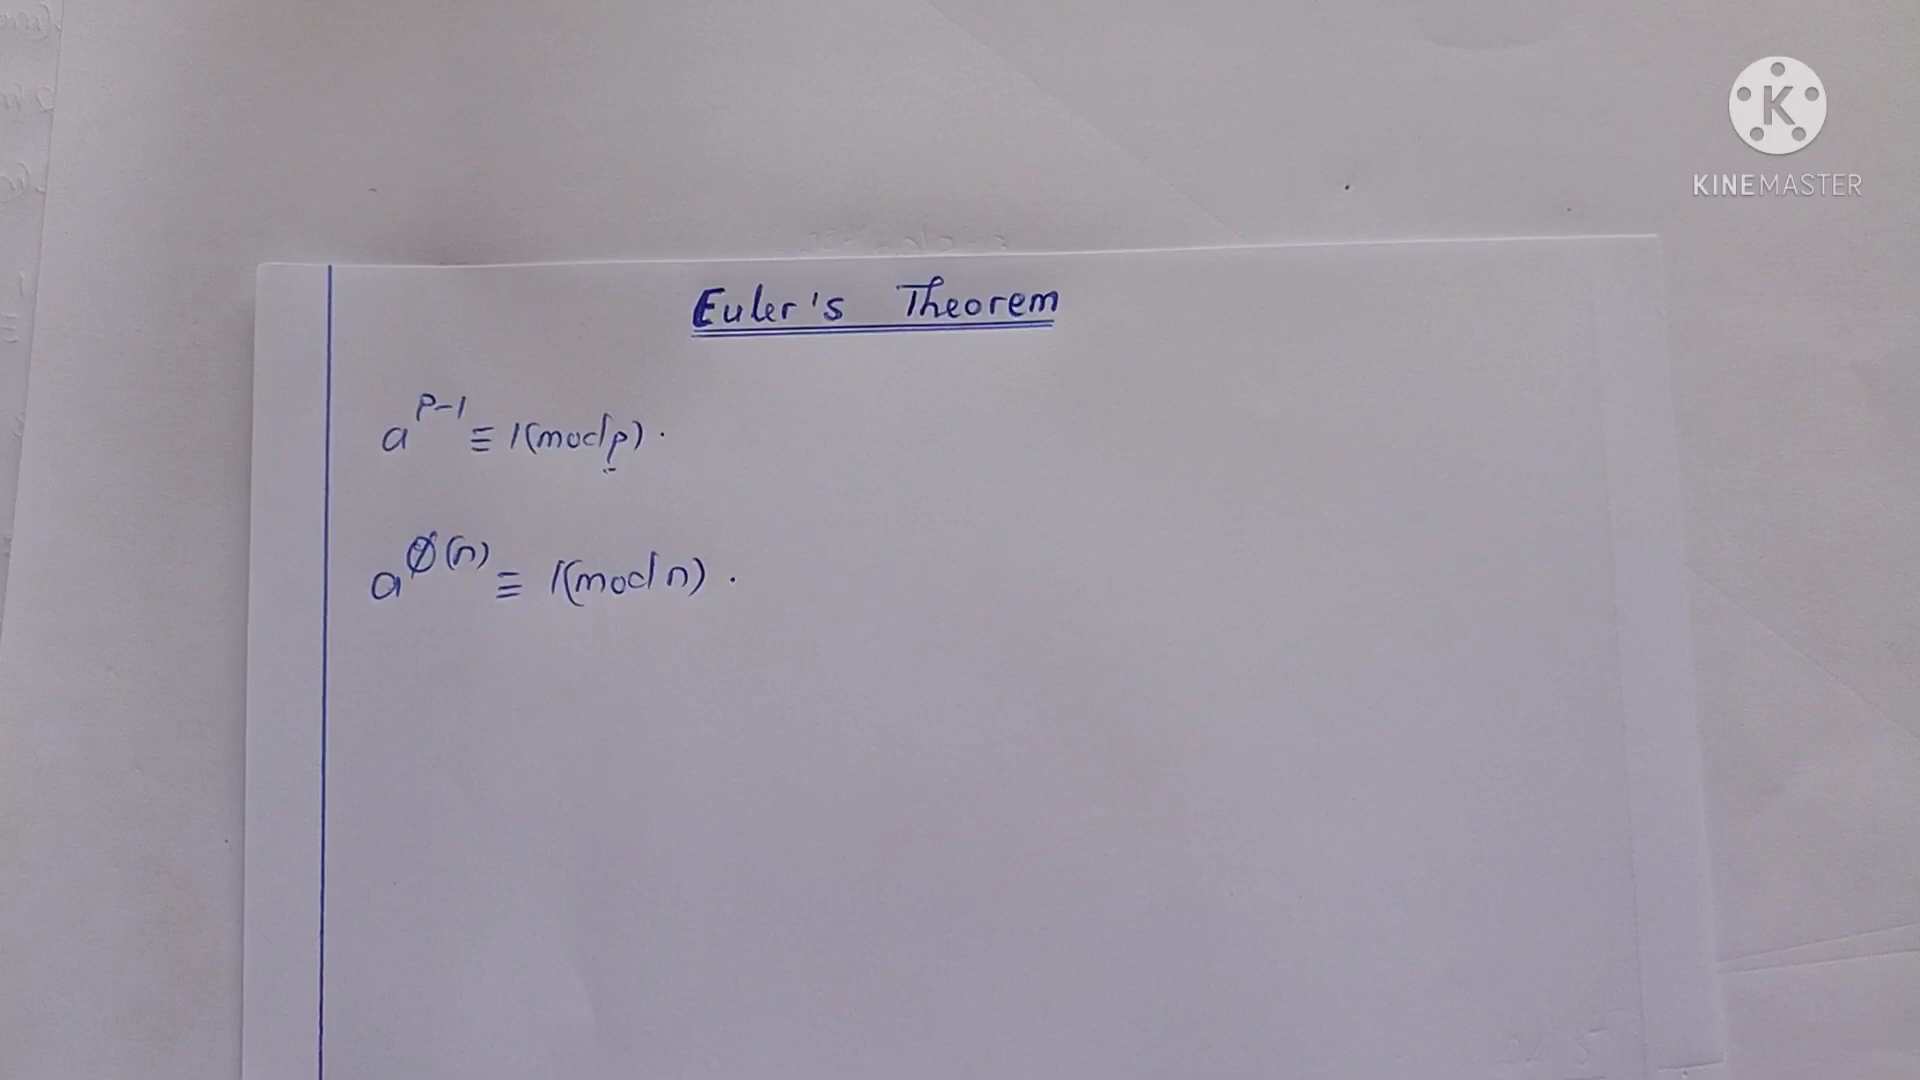 K
KINEMASTER
Euler's Theorem
a^{p-1} ≡ 1(mod p).
a^{Ø(n)} ≡ 1(mod n).